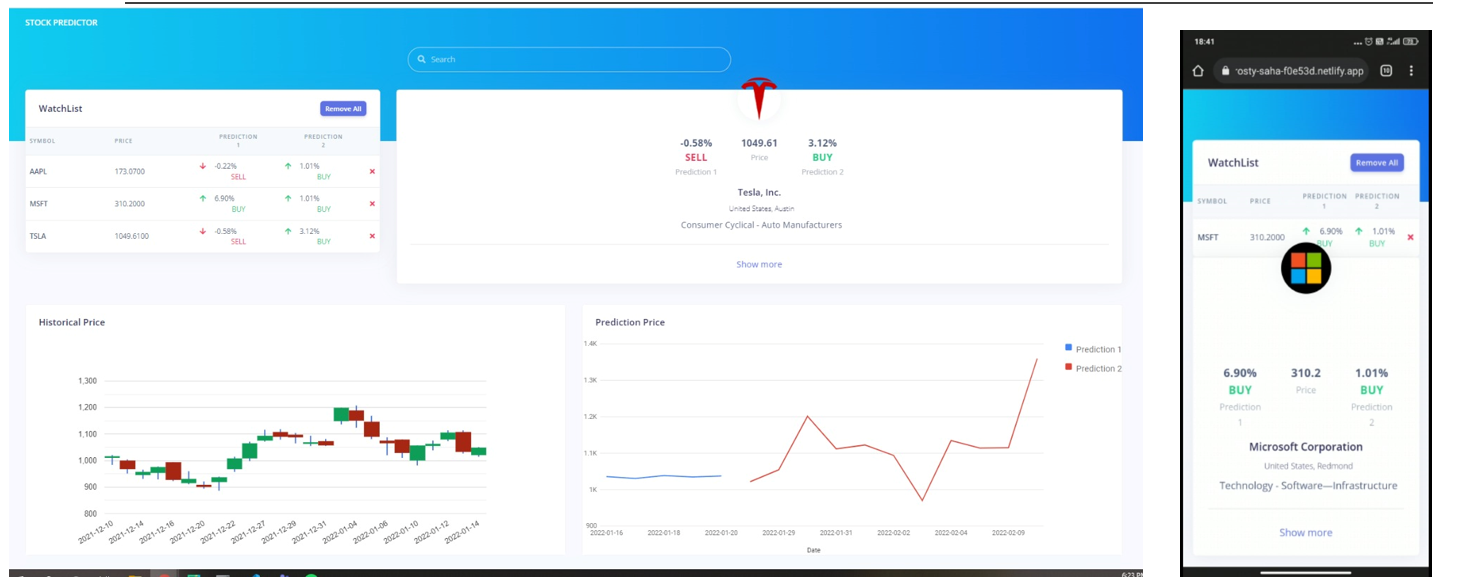 STOCK PREDICTOR
Search
WatchList
Remove All
SYMBOL PRICE PREDICTION 1 PREDICTION 2
AAPL 173.0700 -0.22% SELL 1.01% BUY
MSFT 310.2000 6.90% BUY 1.01% BUY
TSLA 1049.6100 -0.58% SELL 3.12% BUY
-0.58% 1049.61 3.12%
SELL Price BUY
Prediction 1 Prediction 2
Tesla, Inc.
United States, Austin
Consumer Cyclical - Auto Manufacturers
Show more
Historical Price
1,300
1,200
1,100
1,000
900
800
2021-12-10 2021-12-14 2021-12-16 2021-12-20 2021-12-22 2021-12-27 2021-12-29 2021-12-31 2022-01-04 2022-01-06 2022-01-10 2022-01-12 2022-01-14
Prediction Price
1.4K
1.3K
1.2K
1.1K
1K
900
2022-01-16 2022-01-18 2022-01-20 2022-01-29 2022-01-31 2022-02-02 2022-02-04 2022-02-09
Date
Prediction 1
Prediction 2
6:23 PM
18:41
osty-saha-f0e53d.netlify.app
WatchList
Remove All
SYMBOL PRICE PREDICTION 1 PREDICTION 2
MSFT 310.2000 6.90% BUY 1.01% BUY
6.90% 310.2 1.01%
BUY Price BUY
Prediction 1 Prediction 2
Microsoft Corporation
United States, Redmond
Technology - Software—Infrastructure
Show more